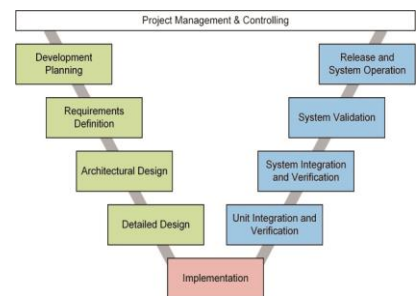 Project Management & Controlling
Development
Planning
Release and
System Operation
Requirements
Definition
System Validation
Architectural Design
System Integration
and Verification
Detailed Design
Unit Integration and
Verification
Implementation